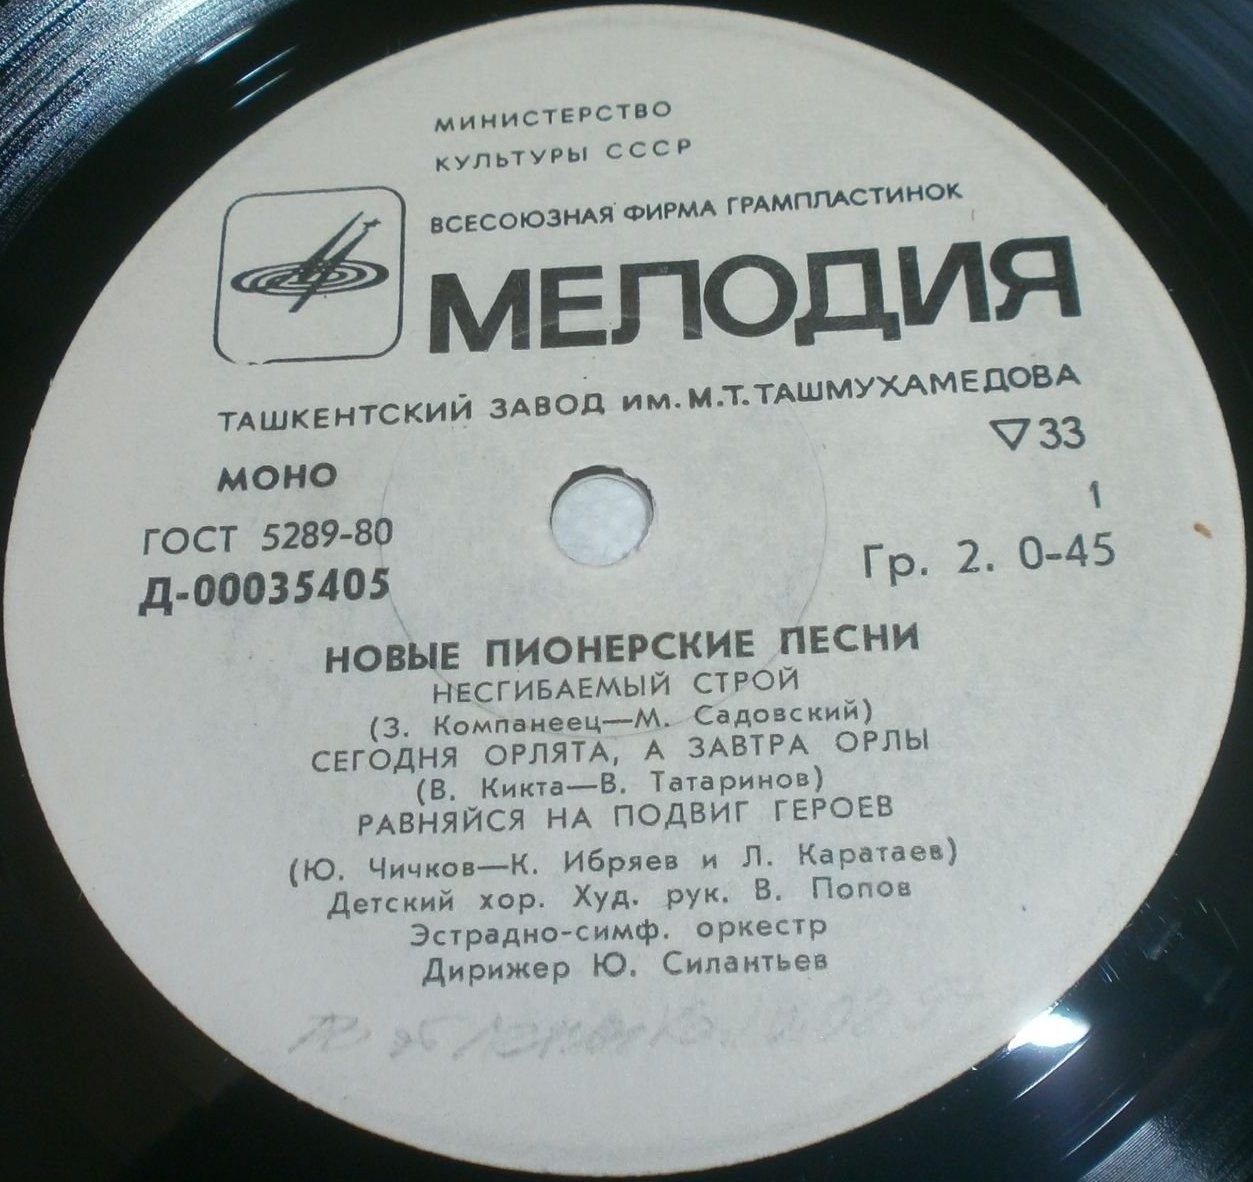 МИНИСТЕРСТВО
КУЛЬТУРЫ СССР
ВСЕСОЮЗНАЯ ФИРМА ГРАМПЛАСТИНОК
МЕЛОДИЯ
ТАШКЕНТСКИЙ ЗАВОД ИМ. М.Т. ТАШМУХАМЕДОВА
▽33
МОНО
1
ГОСТ 5289-80
Гр. 2. 0-45
Д-00035405
НОВЫЕ ПИОНЕРСКИЕ ПЕСНИ
НЕСГИБАЕМЫЙ СТРОЙ
(З. Компанеец—М. Садовский)
СЕГОДНЯ ОРЛЯТА, А ЗАВТРА ОРЛЫ
(В. Кикта—В. Татаринов)
РАВНЯЙСЯ НА ПОДВИГ ГЕРОЕВ
(Ю. Чичков—К. Ибряев и Л. Каратаев)
Детский хор. Худ. рук. В. Попов
Эстрадно-симф. оркестр
Дирижер Ю. Силантьев